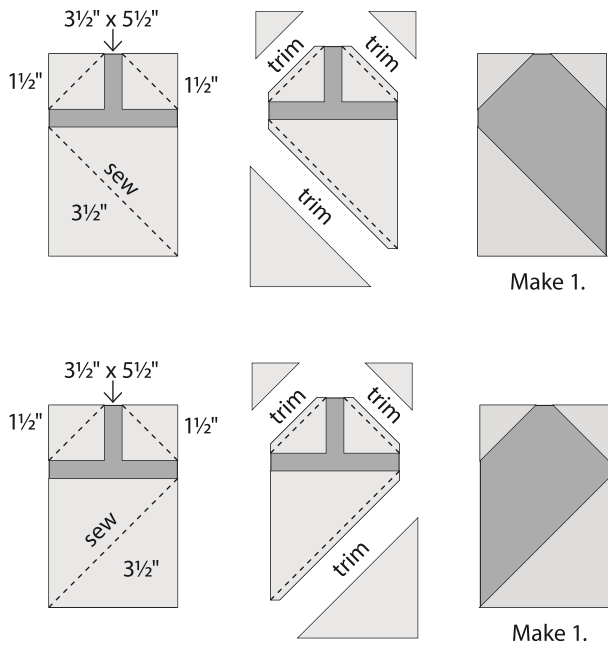 3½" x 5½"
1½"
1½"
sew
3½"
trim
trim
trim
Make 1.
3½" x 5½"
1½"
1½"
sew
3½"
trim
trim
trim
Make 1.